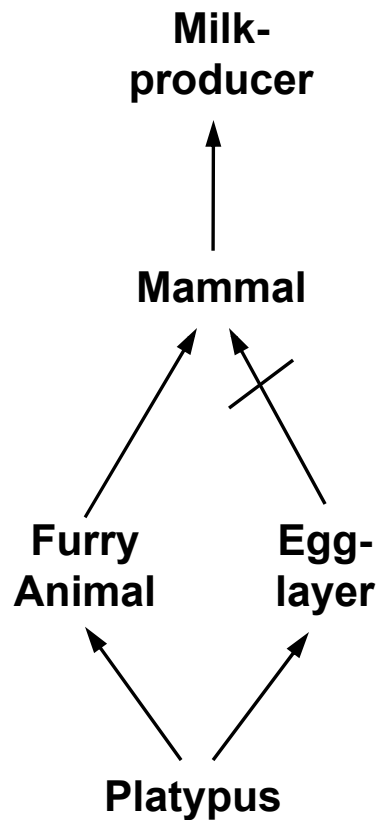 Milk-
producer
Mammal
Furry
Animal
Egg-
layer
Platypus